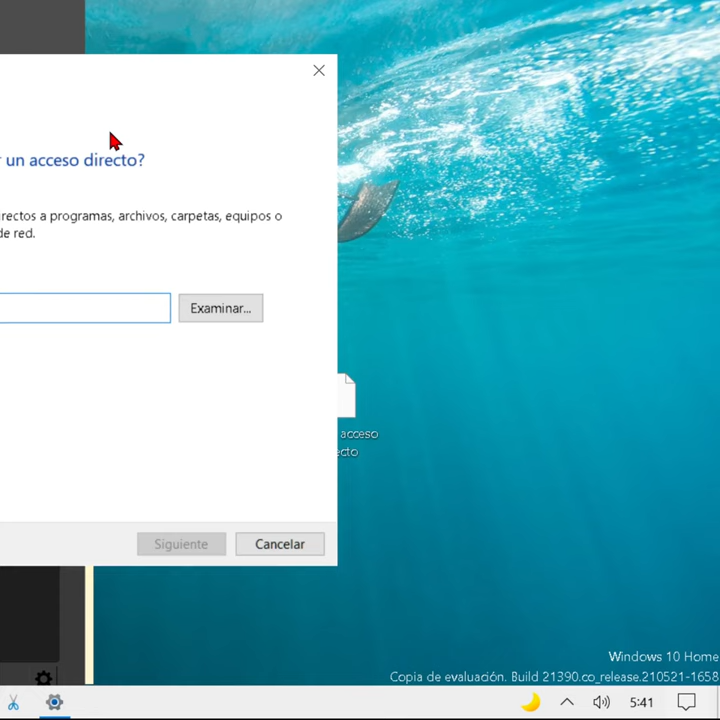 un acceso directo?
rectos a programas, archivos, carpetas, equipos o
de red.
Examinar...
acceso
ecto
Siguiente
Cancelar
Windows 10 Home
Copia de evaluación. Build 21390.co_release.210521-1658
5:41